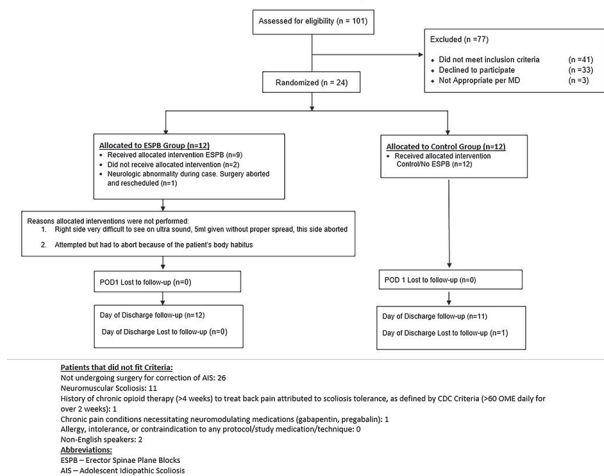 Assessed for eligibility (n = 101)
Excluded (n =77)
Did not meet inclusion criteria (n =41)
Declined to participate (n =33)
Not Appropriate per MD (n =3)
Randomized (n = 24)
Allocated to ESPB Group (n=12)
Received allocated intervention ESPB (n=9)
Did not receive allocated intervention (n=2)
Neurologic abnormality during case. Surgery aborted
and rescheduled (n=1)
Allocated to Control Group (n=12)
Received allocated intervention
Control/No ESPB (n=12)
Reasons allocated interventions were not performed:
1. Right side very difficult to see on ultra sound, 5ml given without proper spread, this side aborted
2. Attempted but had to abort because of the patient's body habitus
POD1 Lost to follow-up (n=0)
POD 1 Lost to follow-up (n=0)
Day of Discharge follow-up (n=12)
Day of Discharge Lost to follow-up (n=0)
Day of Discharge follow-up (n=11)
Day of Discharge Lost to follow-up (n=1)
Patients that did not fit Criteria:
Not undergoing surgery for correction of AIS: 26
Neuromuscular Scoliosis: 11
History of chronic opioid therapy (>4 weeks) to treat back pain attributed to scoliosis tolerance, as defined by CDC Criteria (>60 OME daily for
over 2 weeks): 1
Chronic pain conditions necessitating neuromodulating medications (gabapentin, pregabalin): 1
Allergy, intolerance, or contraindication to any protocol/study medication/technique: 0
Non-English speakers: 2
Abbreviations:
ESPB – Erector Spinae Plane Blocks
AIS – Adolescent Idiopathic Scoliosis